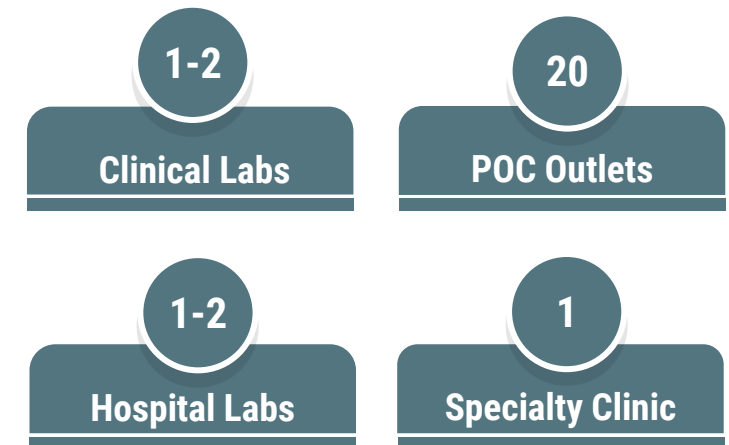 1-2
Clinical Labs
20
POC Outlets
1-2
Hospital Labs
1
Specialty Clinic